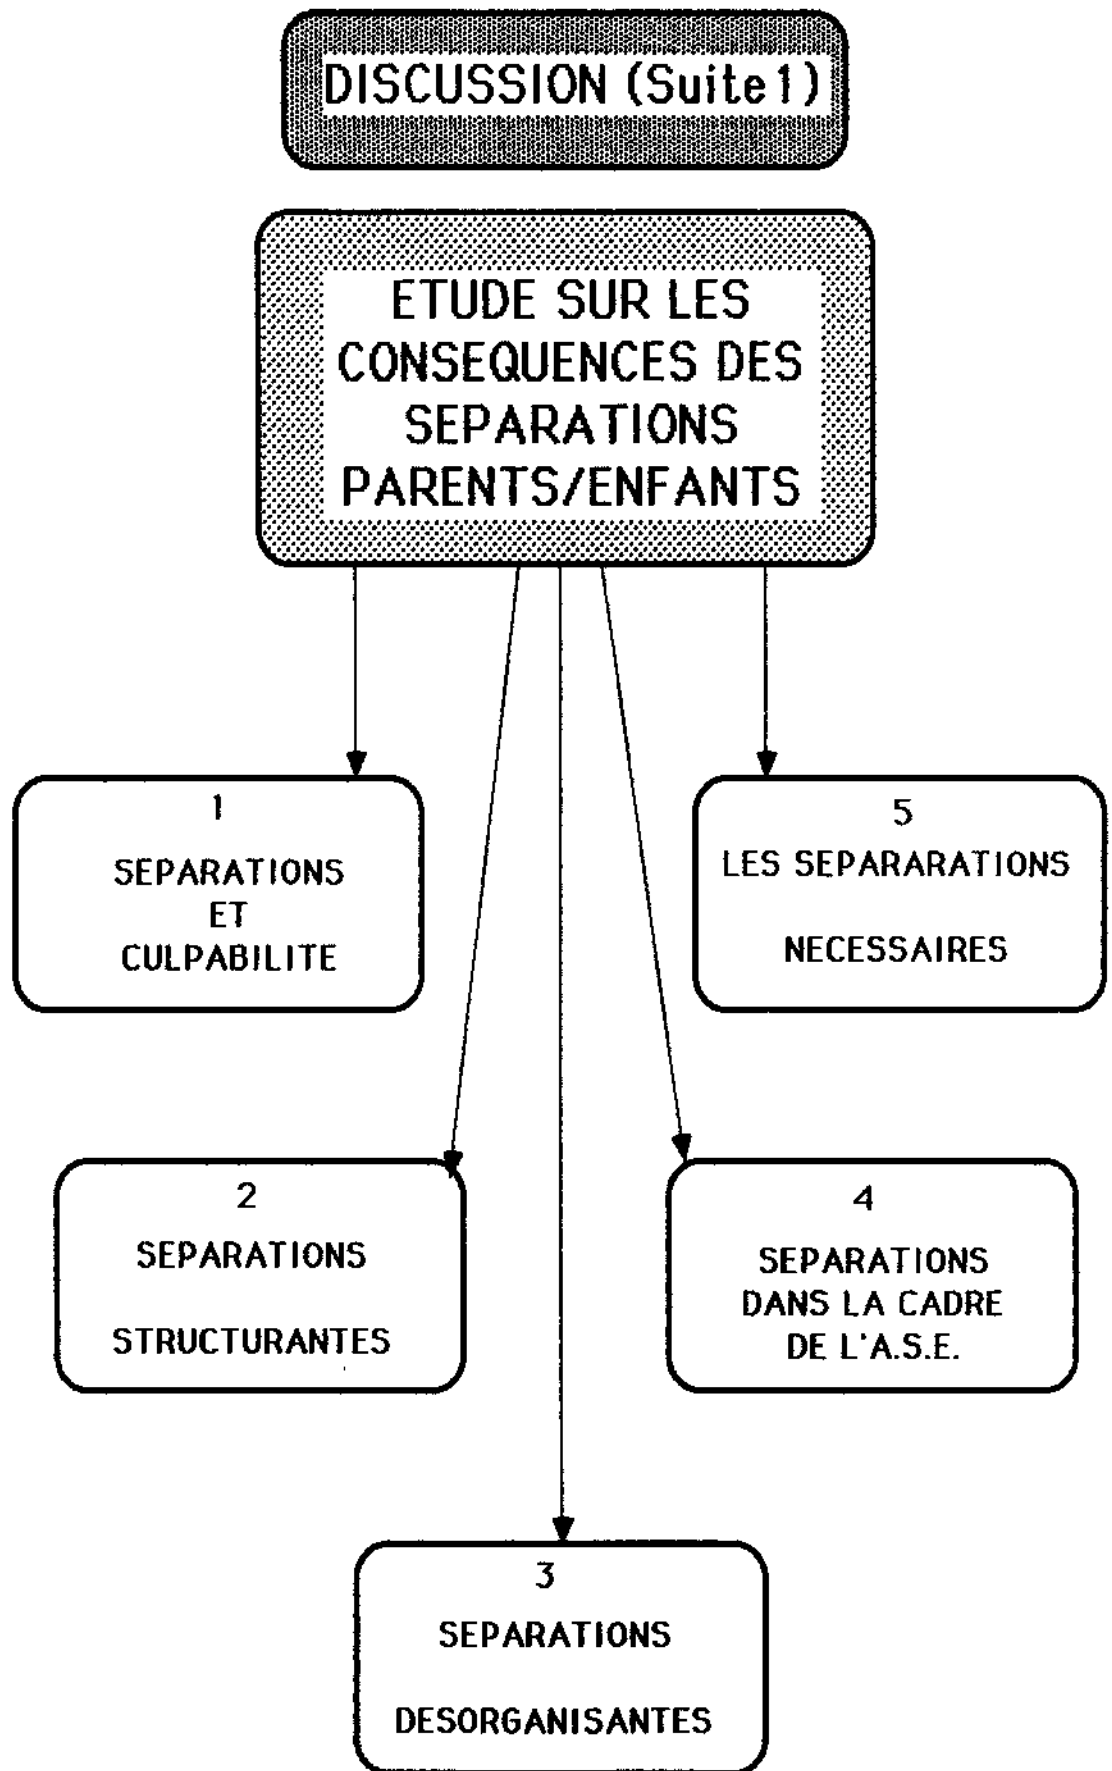 DISCUSSION (Suite 1)
ETUDE SUR LES
CONSEQUENCES DES
SEPARATIONS
PARENTS/ENFANTS
1
SEPARATIONS
ET
CULPABILITE
5
LES SEPARARATIONS
NECESSAIRES
2
SEPARATIONS
STRUCTURANTES
4
SEPARATIONS
DANS LA CADRE
DE L'A.S.E.
3
SEPARATIONS
DESORGANISANTES